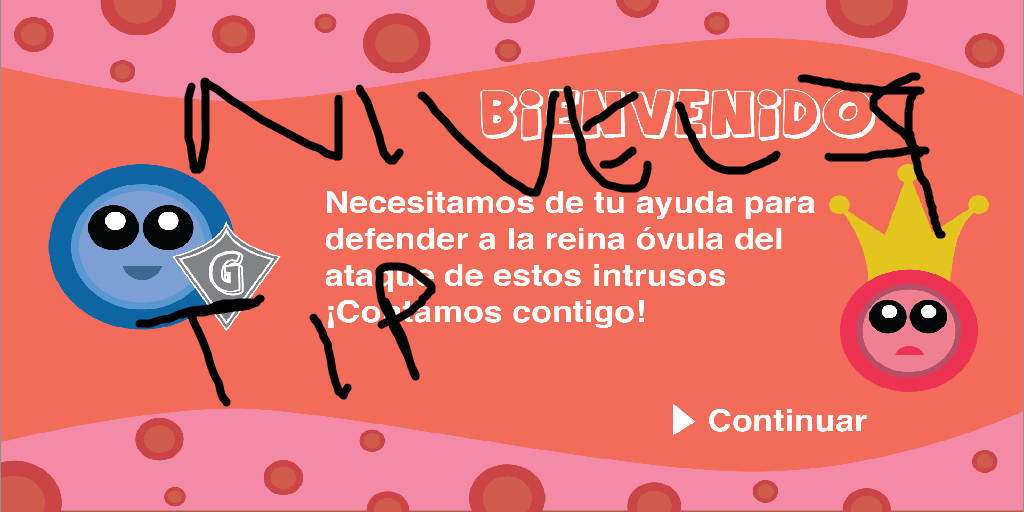 BiENVENiDO
NIVEL 7
Necesitamos de tu ayuda para
defender a la reina óvula del
ataque de estos intrusos
¡Contamos contigo!
G
TIP
Continuar